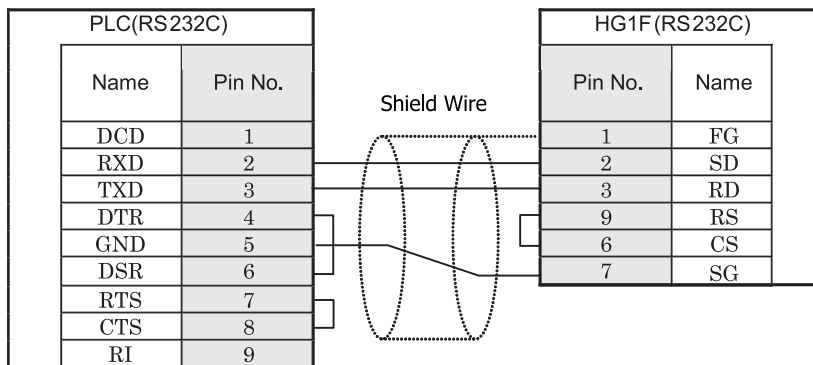 PLC(RS232C) HG1F(RS232C)
Name Pin No. Pin No. Name
Shield Wire
DCD 1 1 FG
RXD 2 2 SD
TXD 3 3 RD
DTR 4 9 RS
GND 5 6 CS
DSR 6 7 SG
RTS 7
CTS 8
RI 9